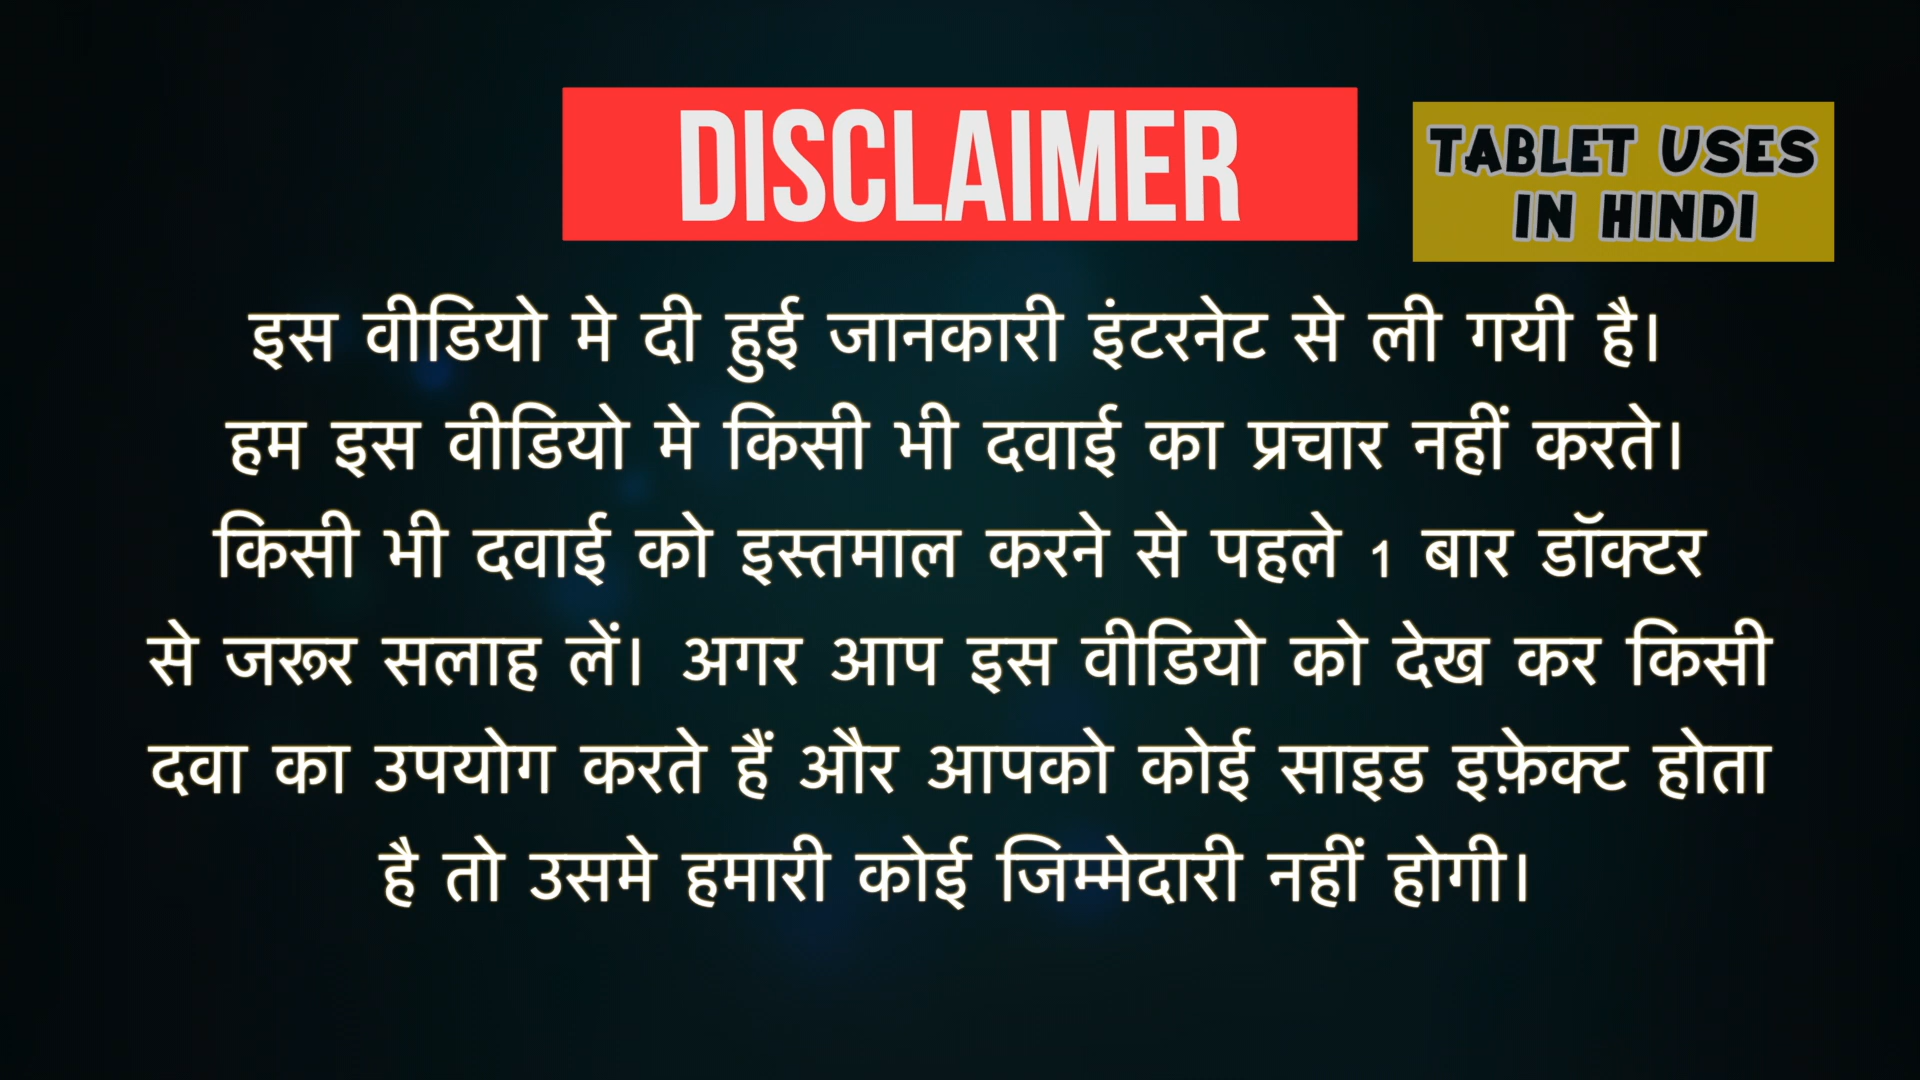 DISCLAIMER
TABLET USES
IN HINDI
इस वीडियो मे दी हुई जानकारी इंटरनेट से ली गयी है।
हम इस वीडियो मे किसी भी दवाई का प्रचार नहीं करते।
किसी भी दवाई को इस्तमाल करने से पहले 1 बार डॉक्टर
से जरूर सलाह लें। अगर आप इस वीडियो को देख कर किसी
दवा का उपयोग करते हैं और आपको कोई साइड इफ़ेक्ट होता
है तो उसमे हमारी कोई जिम्मेदारी नहीं होगी।